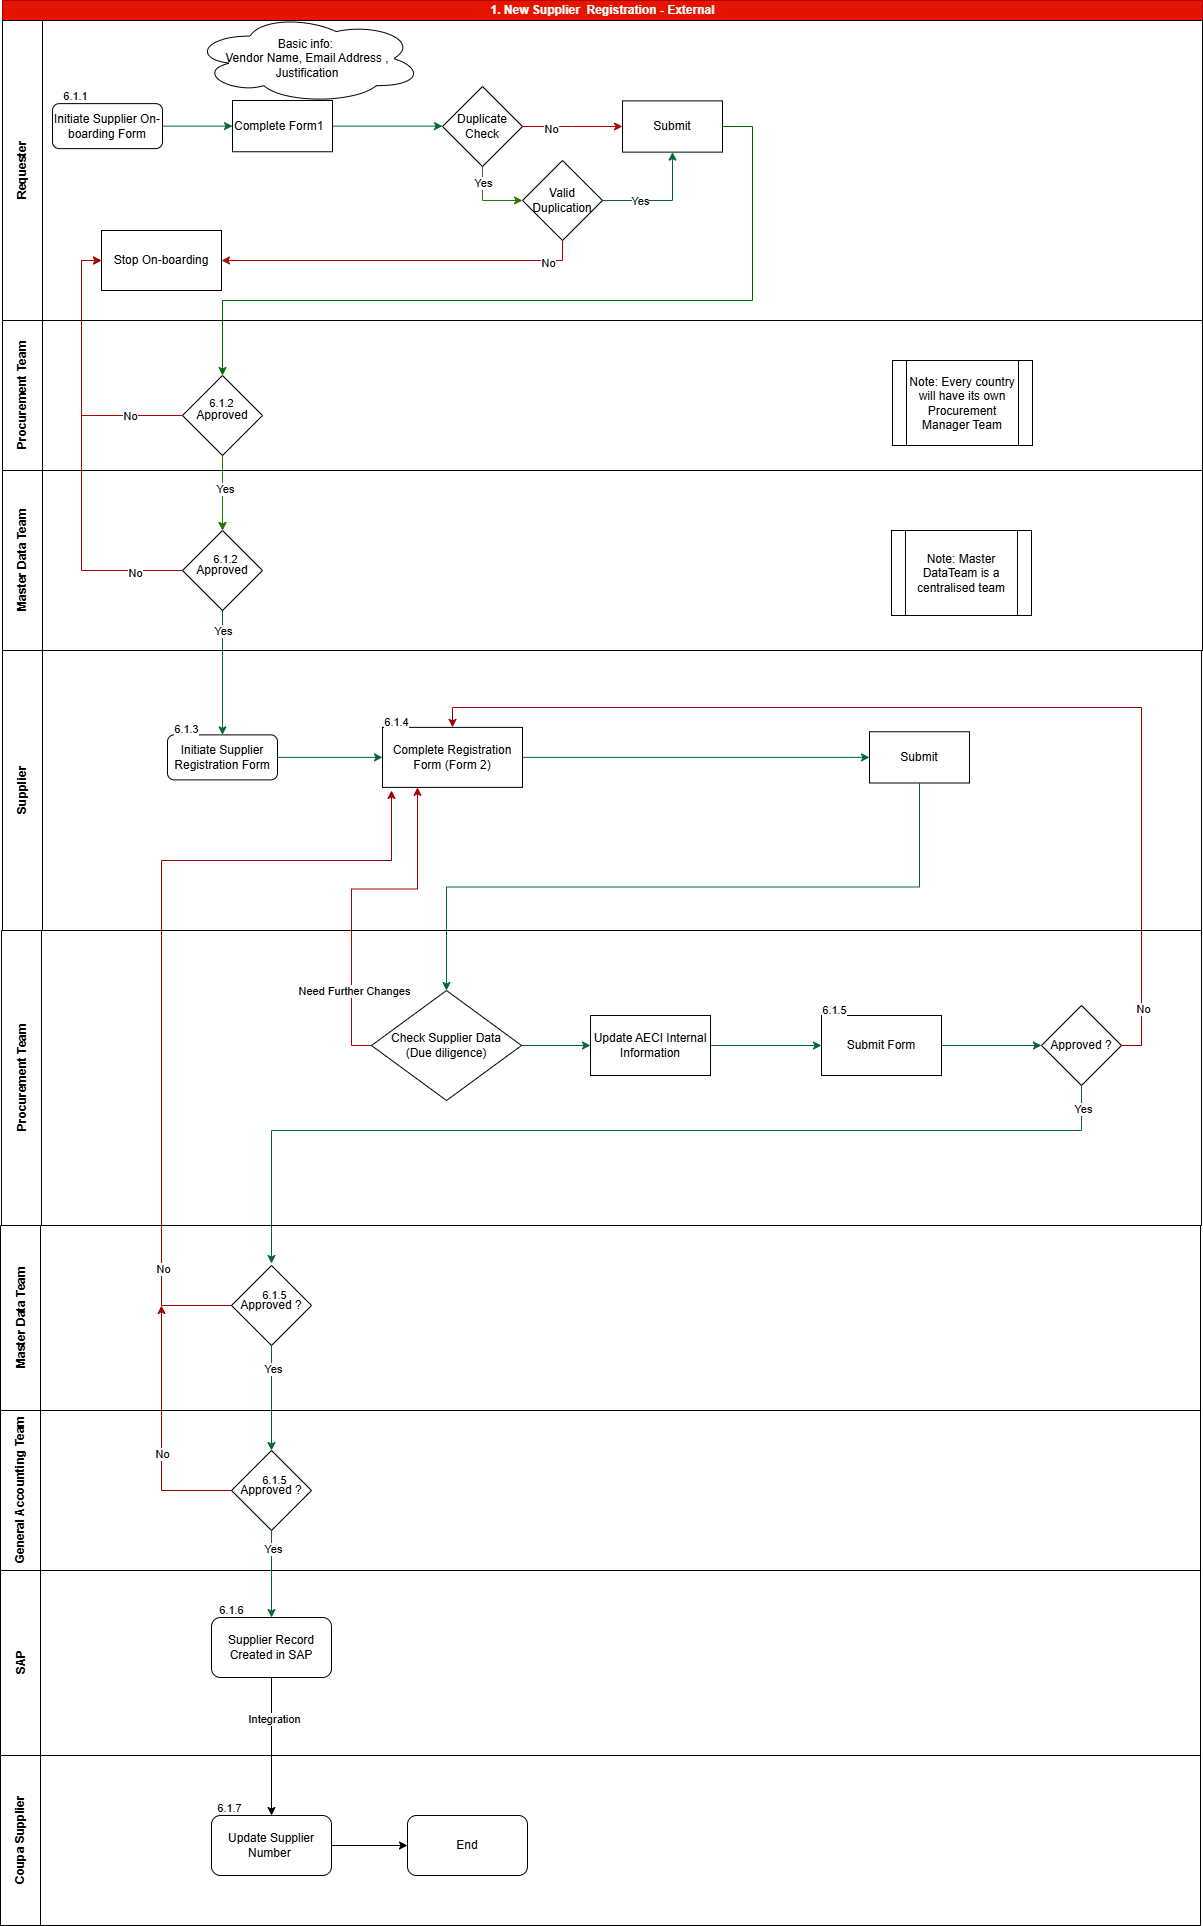 1. New Supplier  Registration - External
Requester
Basic info:
Vendor Name, Email Address ,
Justification
6.1.1
Initiate Supplier On-
boarding Form
Complete Form1
Duplicate
Check
No
Submit
Yes
Valid
Duplication
Yes
No
Stop On-boarding
Procurement Team
6.1.2
Approved
No
Yes
Note: Every country
will have its own
Procurement
Manager Team
Master Data Team
6.1.2
Approved
No
Yes
Note: Master
DataTeam is a
centralised team
Supplier
6.1.3
Initiate Supplier
Registration Form
6.1.4
Complete Registration
Form (Form 2)
Submit
Procurement Team
Need Further Changes
Check Supplier Data
(Due diligence)
Update AECI Internal
Information
6.1.5
Submit Form
Approved ?
No
Yes
Master Data Team
No
6.1.5
Approved ?
Yes
General Accounting Team
No
6.1.5
Approved ?
Yes
SAP
6.1.6
Supplier Record
Created in SAP
Integration
Coupa Supplier
6.1.7
Update Supplier
Number
End